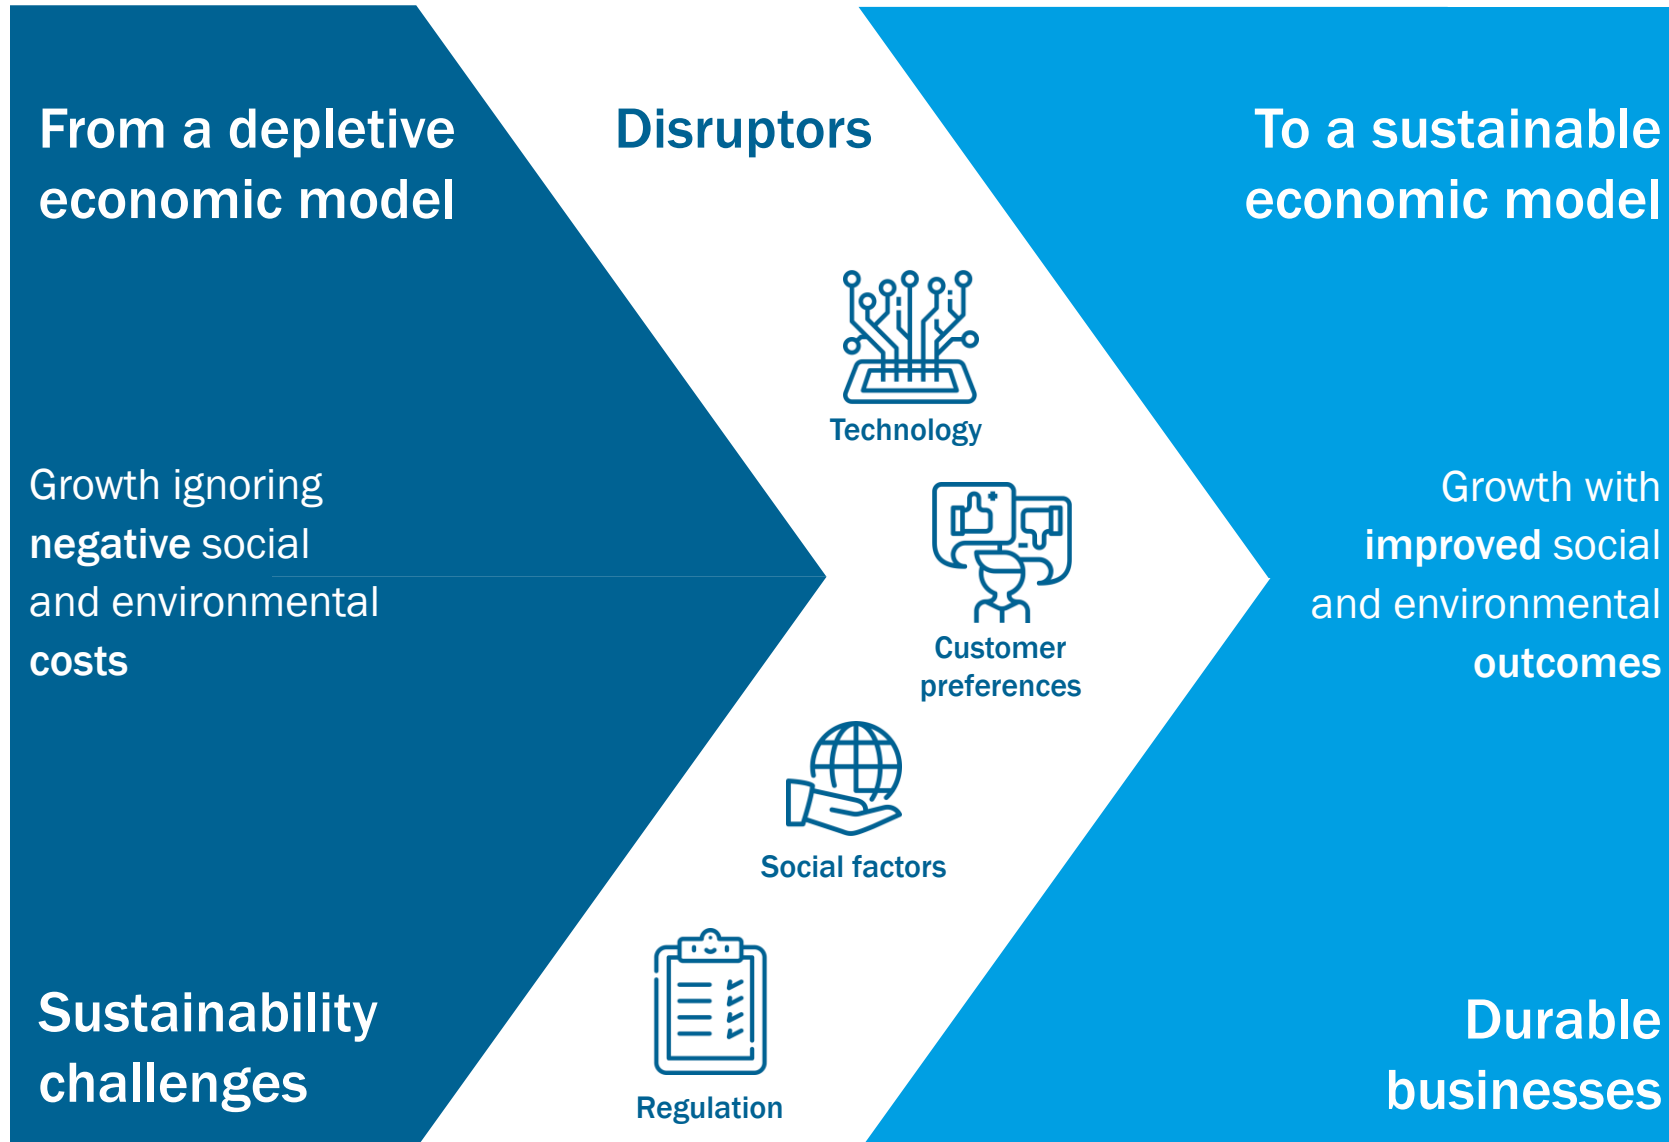 From a depletive
economic model
Growth ignoring
negative social
and environmental
costs
Sustainability
challenges
Disruptors
Technology
Customer
preferences
Social factors
Regulation
To a sustainable
economic model
Growth with
improved social
and environmental
outcomes
Durable
businesses